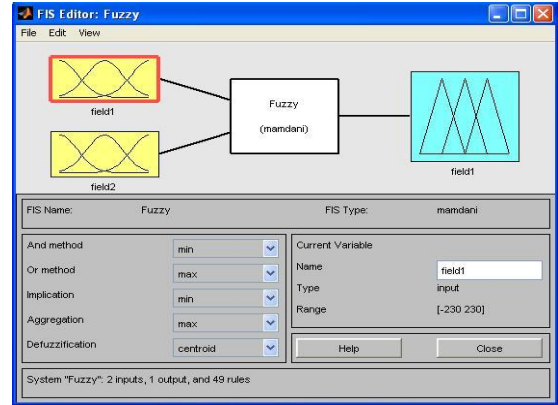 FIS Editor: Fuzzy
File Edit View
field1
Fuzzy
(mamdani)
field1
field2
FIS Name: Fuzzy FIS Type: mamdani
And method min
Or method max
Implication min
Aggregation max
Defuzzification centroid
Current Variable
Name field1
Type input
Range [-230 230]
Help Close
System "Fuzzy": 2 inputs, 1 output, and 49 rules